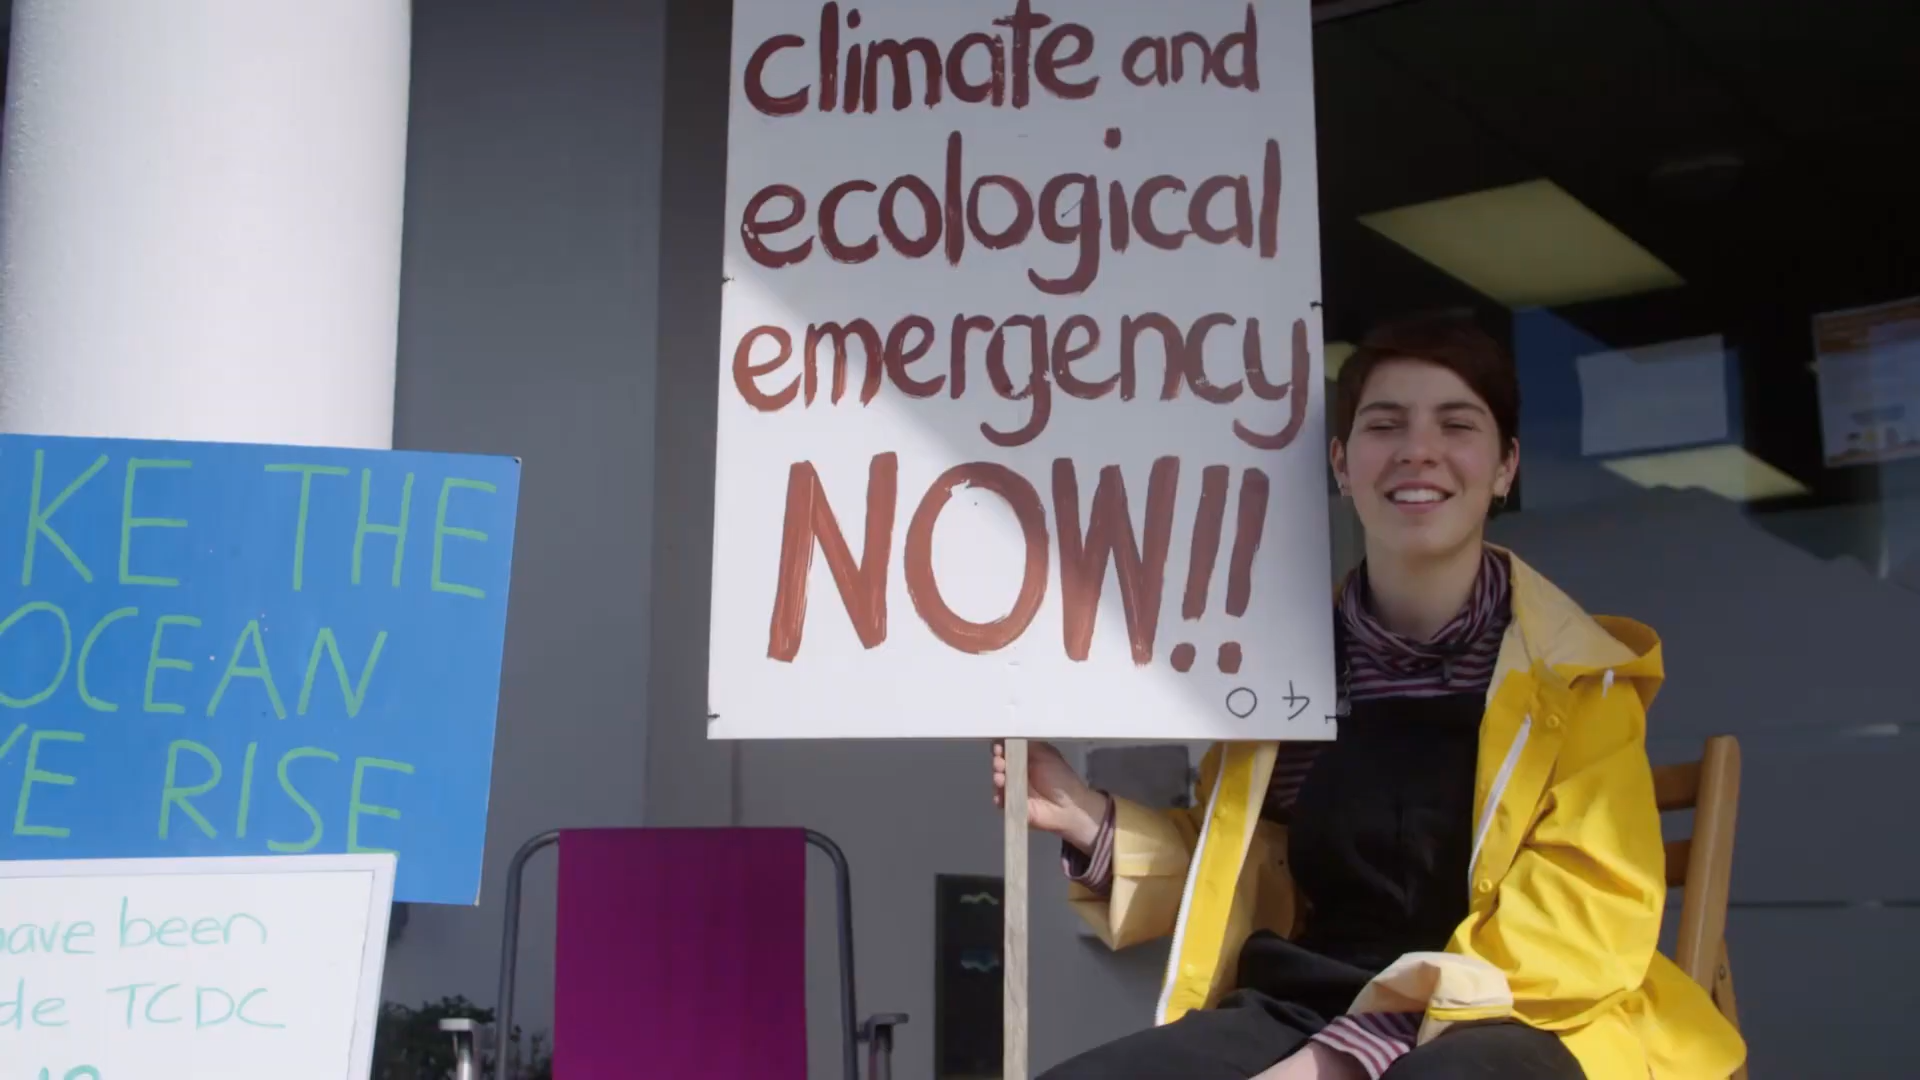 climate and
ecological
emergency
NOW!!
KE THE
OCEAN
E RISE
ave been
de TCDC